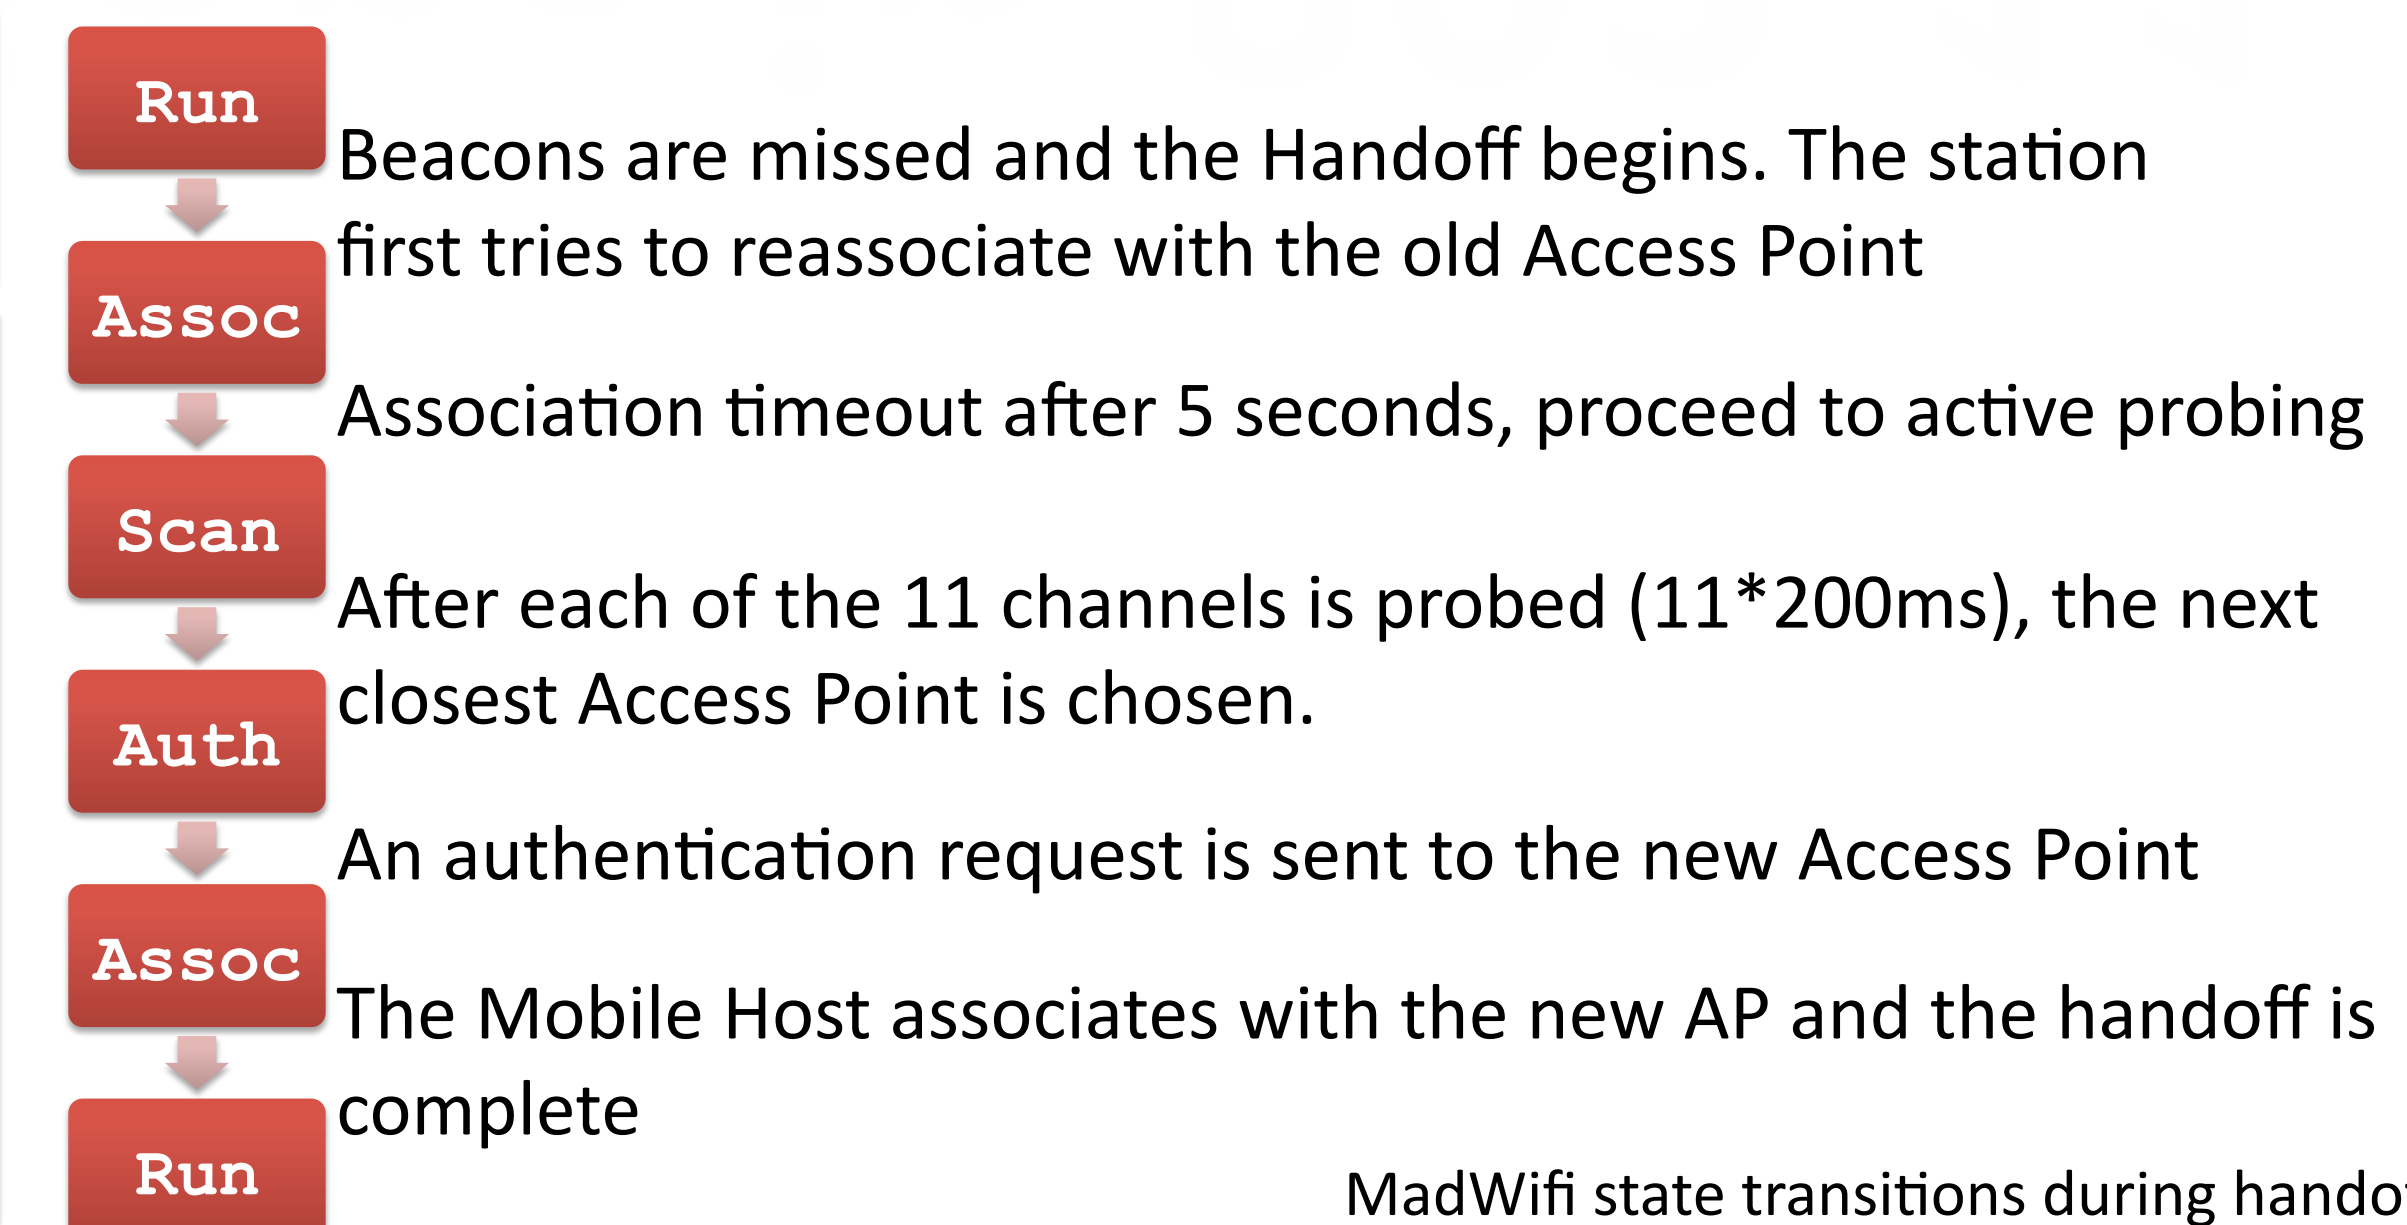 Run
Beacons are missed and the Handoff begins. The station
first tries to reassociate with the old Access Point
Assoc
Association timeout after 5 seconds, proceed to active probing
Scan
After each of the 11 channels is probed (11*200ms), the next
closest Access Point is chosen.
Auth
An authentication request is sent to the new Access Point
Assoc
The Mobile Host associates with the new AP and the handoff is
complete
Run
MadWifi state transitions during